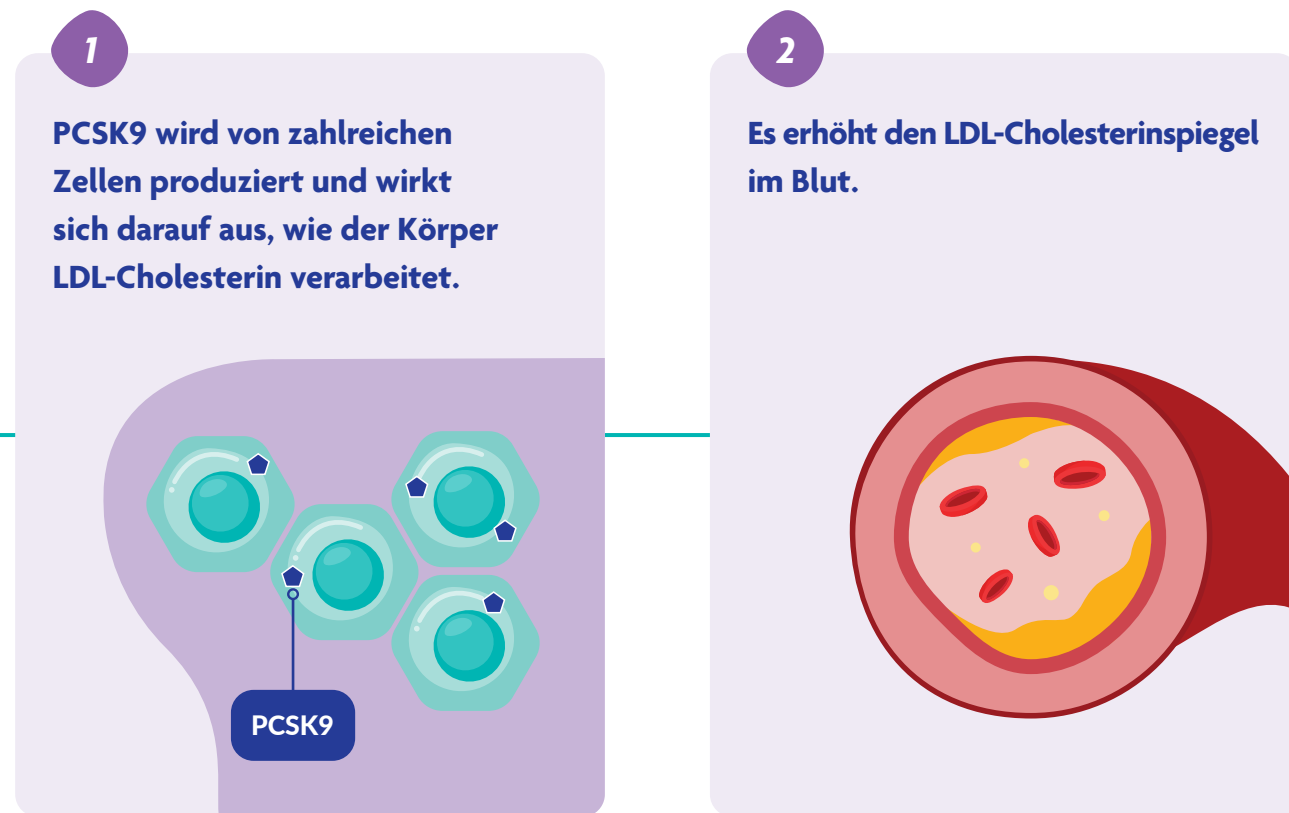 1
PCSK9 wird von zahlreichen
Zellen produziert und wirkt
sich darauf aus, wie der Körper
LDL-Cholesterin verarbeitet.
PCSK9
2
Es erhöht den LDL-Cholesterinspiegel
im Blut.